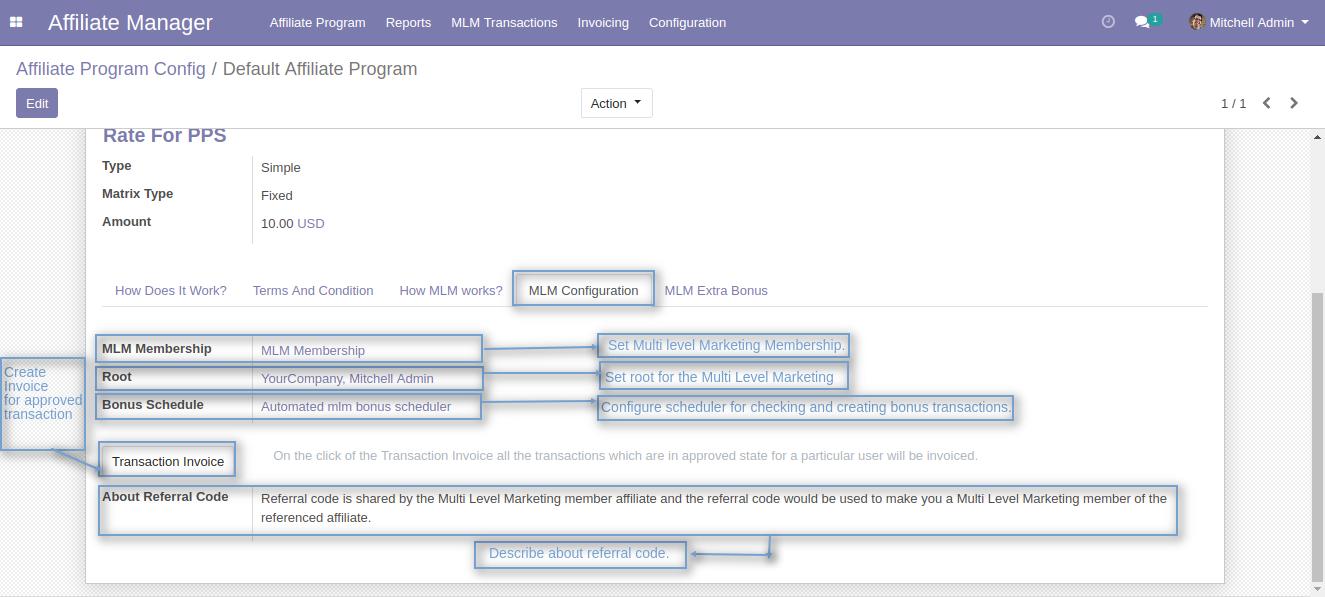 Affiliate Manager Affiliate Program Reports MLM Transactions Invoicing Configuration 1 Mitchell Admin
Affiliate Program Config / Default Affiliate Program
Edit Action 1 / 1
Rate For PPS
Type Simple
Matrix Type Fixed
Amount 10.00 USD
How Does It Work? Terms And Condition How MLM works? MLM Configuration MLM Extra Bonus
MLM Membership MLM Membership Set Multi level Marketing Membership.
Root YourCompany, Mitchell Admin Set root for the Multi Level Marketing
Bonus Schedule Automated mlm bonus scheduler Configure scheduler for checking and creating bonus transactions.
Create
Invoice
for approved
transaction
Transaction Invoice On the click of the Transaction Invoice all the transactions which are in approved state for a particular user will be invoiced.
About Referral Code Referral code is shared by the Multi Level Marketing member affiliate and the referral code would be used to make you a Multi Level Marketing member of the
referenced affiliate.
Describe about referral code.